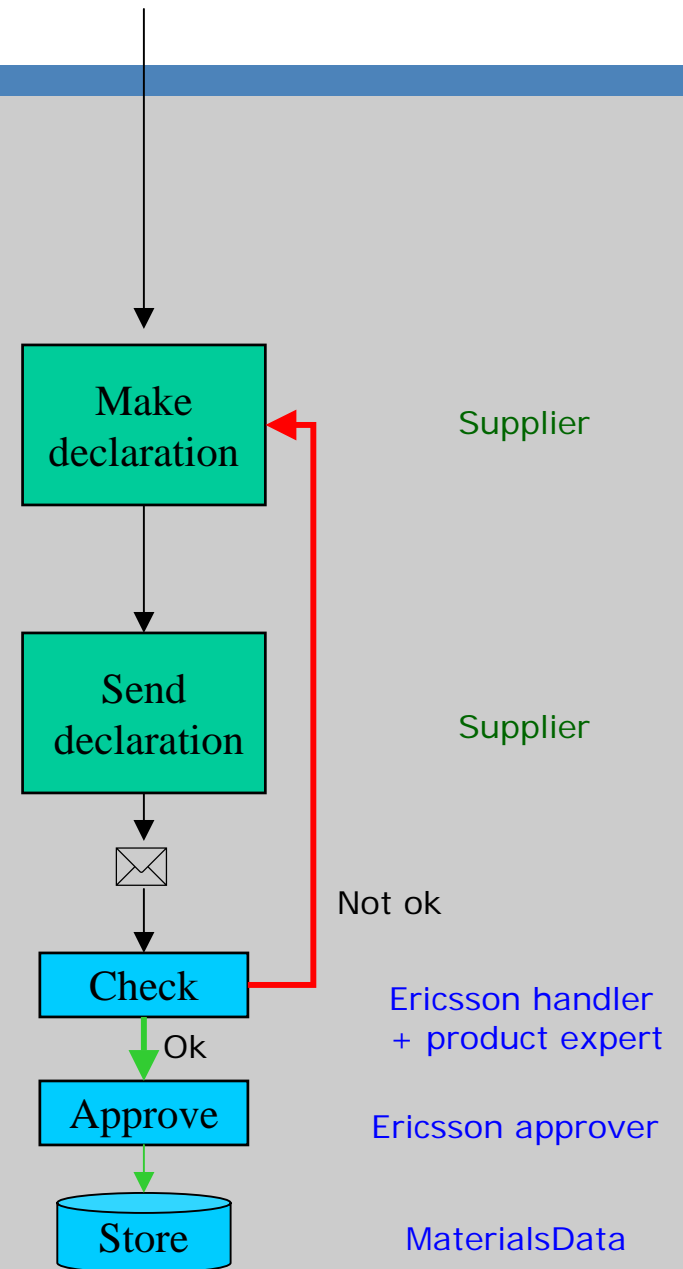 Make
declaration
Supplier
Send
declaration
Supplier
Not ok
Check
Ericsson handler
+ product expert
Ok
Approve
Ericsson approver
Store
MaterialsData